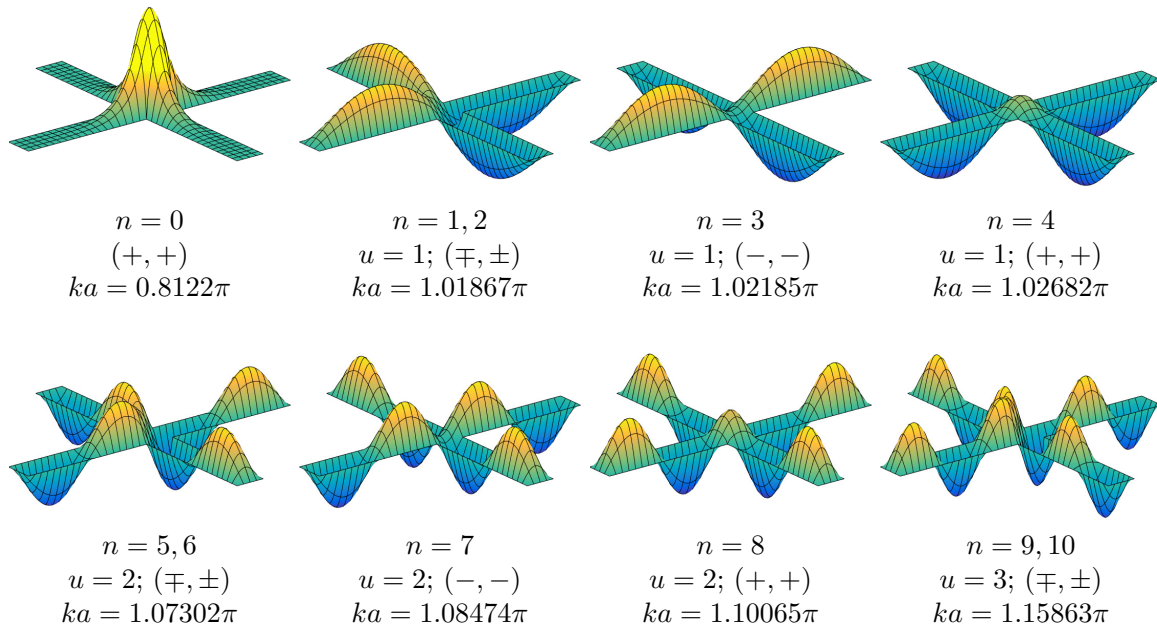 n = 0
(+, +)
ka = 0.8122π
n = 1, 2
u = 1; (∓, ±)
ka = 1.01867π
n = 3
u = 1; (−, −)
ka = 1.02185π
n = 4
u = 1; (+, +)
ka = 1.02682π
n = 5, 6
u = 2; (∓, ±)
ka = 1.07302π
n = 7
u = 2; (−, −)
ka = 1.08474π
n = 8
u = 2; (+, +)
ka = 1.10065π
n = 9, 10
u = 3; (∓, ±)
ka = 1.15863π